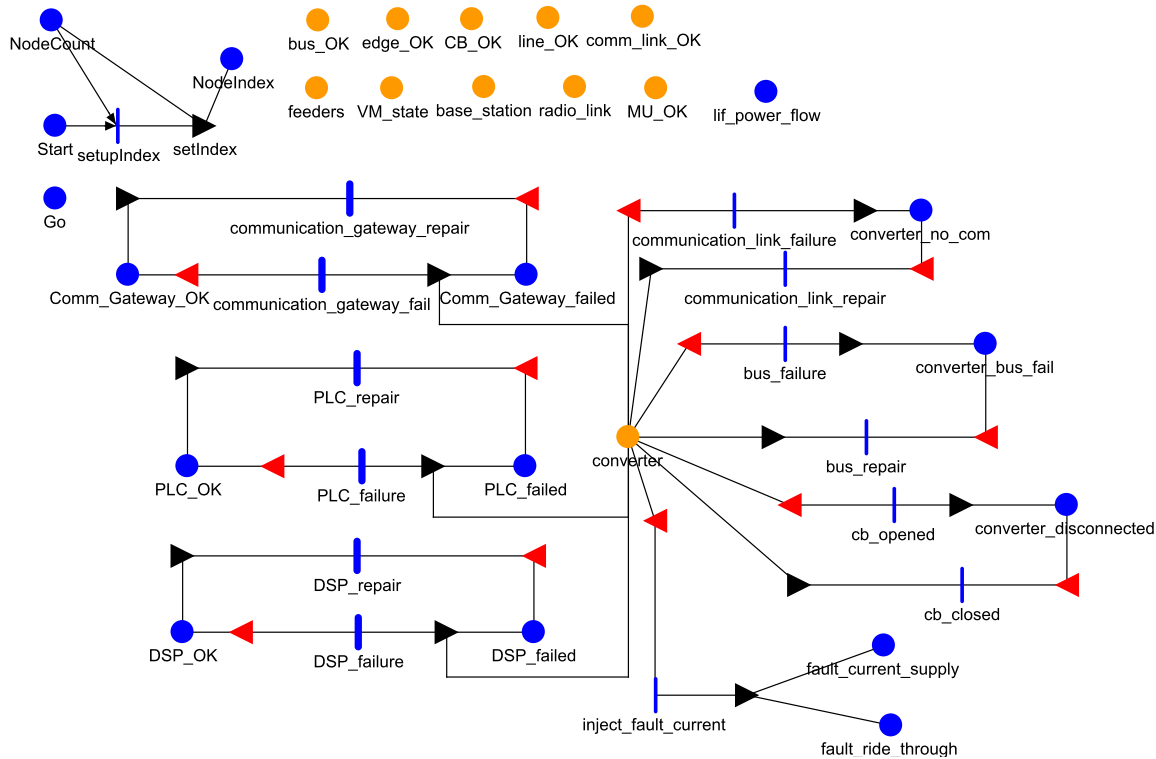 NodeCount
NodeIndex
Start
setupIndex
setIndex
bus_OK
edge_OK
CB_OK
line_OK
comm_link_OK
feeders
VM_state
base_station
radio_link
MU_OK
lif_power_flow
Go
communication_gateway_repair
Comm_Gateway_OK
communication_gateway_fail
Comm_Gateway_failed
communication_link_failure
converter_no_com
communication_link_repair
bus_failure
converter_bus_fail
PLC_repair
PLC_OK
PLC_failure
PLC_failed
converter
bus_repair
cb_opened
converter_disconnected
DSP_repair
cb_closed
DSP_OK
DSP_failure
DSP_failed
fault_current_supply
inject_fault_current
fault_ride_through